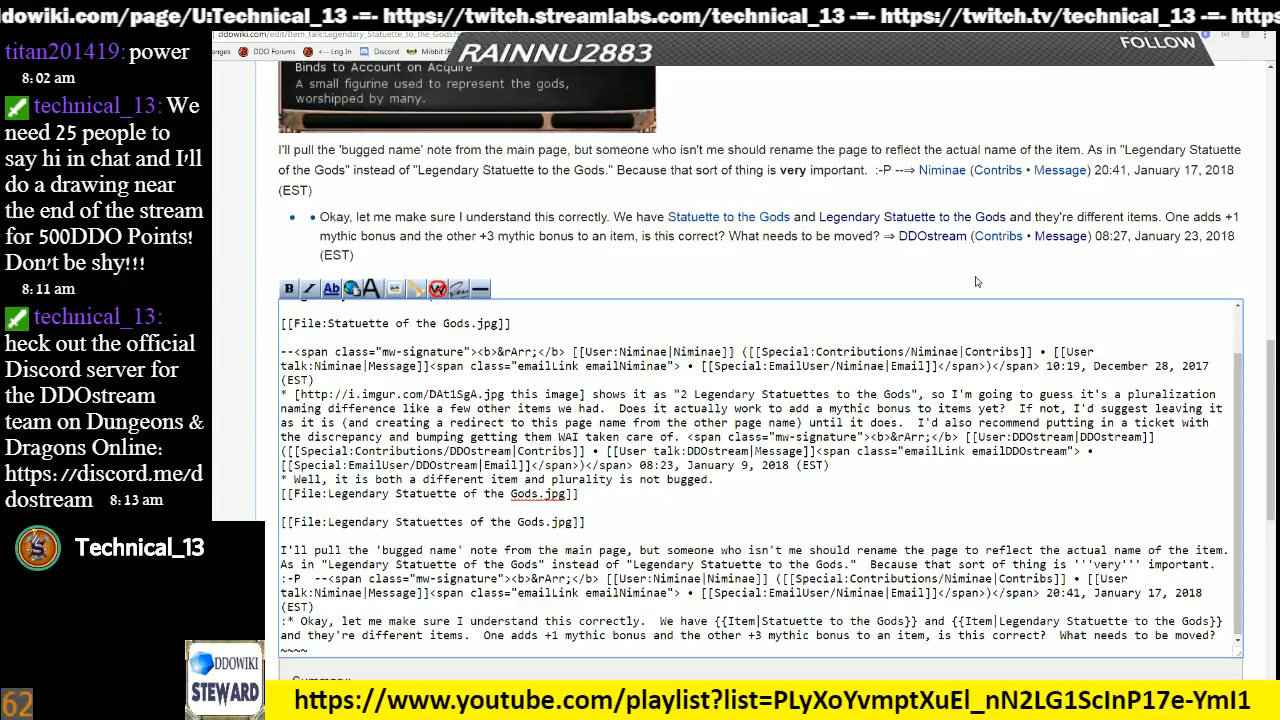 ddowiki.com/page/U:Technical_13 -=- https://twitch.streamlabs.com/technical_13 -=- https://twitch.tv/technical_13 -=- https
ddowiki.com/edit/Item_talk:Legendary_Statuette_to_the_Gods?
DDO Forums
<-- Log In
Discord
Mibbit
RAINNU2883
FOLLOW
titan201419: power
8:02 am
technical_13: We
need 25 people to
say hi in chat and I'll
do a drawing near
the end of the stream
for 500DDO Points!
Don't be shy!!!
8:11 am
technical_13:
heck out the official
Discord server for
the DDOstream
team on Dungeons &
Dragons Online:
https://discord.me/d
dostream 8:13 am
Technical_13
DDOWIKI
STEWARD
62
Binds to Account on Acquire
A small figurine used to represent the gods,
worshipped by many.
I'll pull the 'bugged name' note from the main page, but someone who isn't me should rename the page to reflect the actual name of the item. As in "Legendary Statuette
of the Gods" instead of "Legendary Statuette to the Gods." Because that sort of thing is very important. :-P --⇒ Niminae (Contribs • Message) 20:41, January 17, 2018
(EST)
• • Okay, let me make sure I understand this correctly. We have Statuette to the Gods and Legendary Statuette to the Gods and they're different items. One adds +1
mythic bonus and the other +3 mythic bonus to an item, is this correct? What needs to be moved? ⇒ DDOstream (Contribs • Message) 08:27, January 23, 2018
(EST)
B I Ab A W
[[File:Statuette of the Gods.jpg]]
--<span class="mw-signature"><b>&rArr;</b> [[User:Niminae|Niminae]] ([[Special:Contributions/Niminae|Contribs]] • [[User
talk:Niminae|Message]]<span class="emailLink emailNiminae"> • [[Special:EmailUser/Niminae|Email]]</span>)</span> 10:19, December 28, 2017
(EST)
* [http://i.imgur.com/DAt1SgA.jpg this image] shows it as "2 Legendary Statuettes to the Gods", so I'm going to guess it's a pluralization
naming difference like a few other items we had.  Does it actually work to add a mythic bonus to items yet?  If not, I'd suggest leaving it
as it is (and creating a redirect to this page name from the other page name) until it does.  I'd also recommend putting in a ticket with
the discrepancy and bumping getting them WAI taken care of. <span class="mw-signature"><b>&rArr;</b> [[User:DDOstream|DDOstream]]
([[Special:Contributions/DDOstream|Contribs]] • [[User talk:DDOstream|Message]]<span class="emailLink emailDDOstream"> •
[[Special:EmailUser/DDOstream|Email]]</span>)</span> 08:23, January 9, 2018 (EST)
* Well, it is both a different item and plurality is not bugged.
[[File:Legendary Statuette of the Gods.jpg]]
[[File:Legendary Statuettes of the Gods.jpg]]
I'll pull the 'bugged name' note from the main page, but someone who isn't me should rename the page to reflect the actual name of the item.
As in "Legendary Statuette of the Gods" instead of "Legendary Statuette to the Gods."  Because that sort of thing is '''very''' important.
:-P  --<span class="mw-signature"><b>&rArr;</b> [[User:Niminae|Niminae]] ([[Special:Contributions/Niminae|Contribs]] • [[User
talk:Niminae|Message]]<span class="emailLink emailNiminae"> • [[Special:EmailUser/Niminae|Email]]</span>)</span> 20:41, January 17, 2018
(EST)
:* Okay, let me make sure I understand this correctly.  We have {{Item|Statuette to the Gods}} and {{Item|Legendary Statuette to the Gods}}
and they're different items.  One adds +1 mythic bonus and the other +3 mythic bonus to an item, is this correct?  What needs to be moved?
~~~~
https://www.youtube.com/playlist?list=PLyXoYvmptXuEl_nN2LG1ScInP17e-YmI1